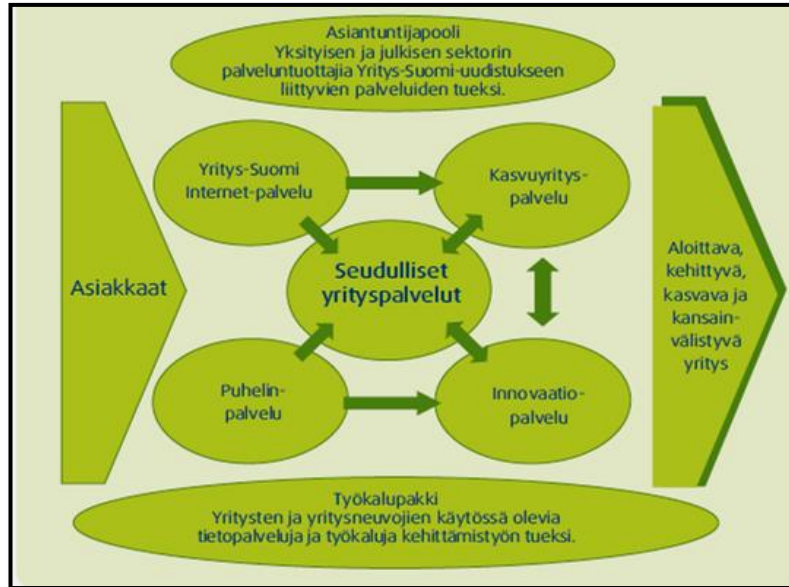 Asiantuntijapooli
Yksityisen ja julkisen sektorin
palveluntuottajia Yritys-Suomi-uudistukseen
liittyvien palveluiden tueksi.
Yritys-Suomi
Internet-palvelu
Kasvuyritys-
palvelu
Asiakkaat
Seudulliset
yrityspalvelut
Aloittava,
kehittyvä,
kasvava ja
kansain-
välistyvä
yritys
Puhelin-
palvelu
Innovaatio-
palvelu
Työkalupakki
Yritysten ja yritysneuvojien käytössä olevia
tietopalveluja ja työkaluja kehittämistyön tueksi.